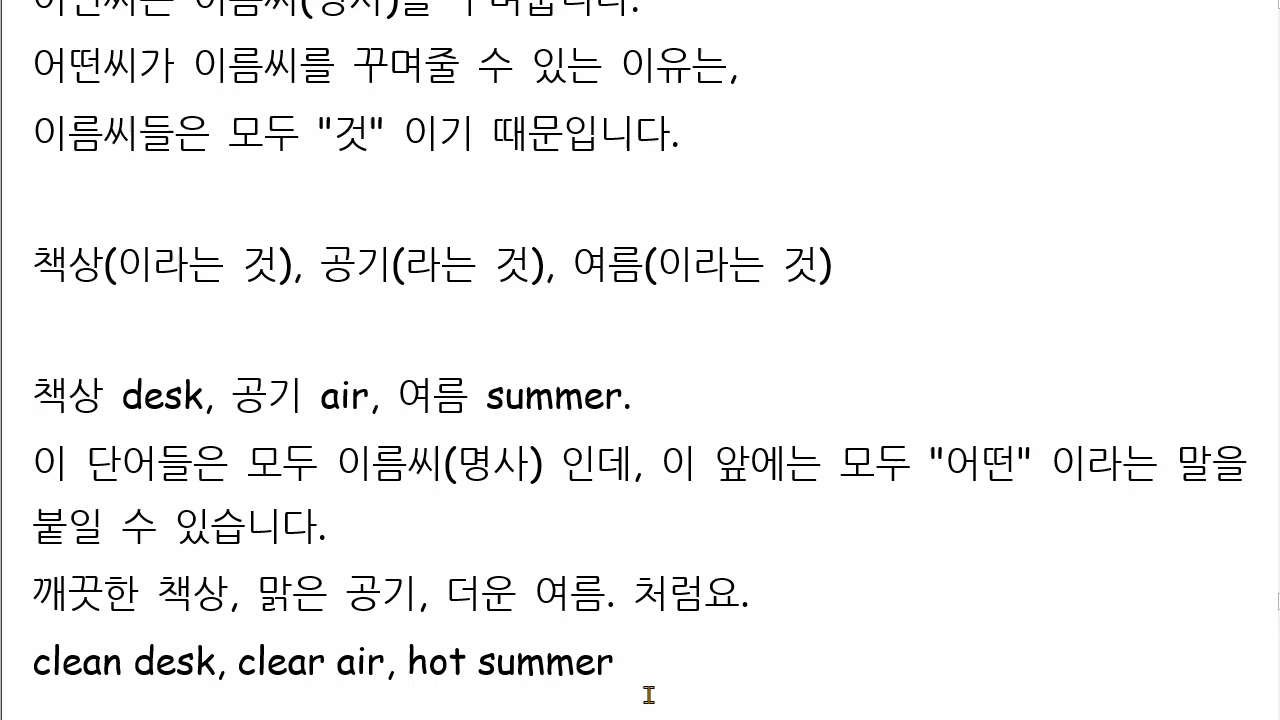 어떤씨가 이름씨를 꾸며줄 수 있는 이유는,
이름씨들은 모두 "것" 이기 때문입니다.
책상(이라는 것), 공기(라는 것), 여름(이라는 것)
책상 desk, 공기 air, 여름 summer.
이 단어들은 모두 이름씨(명사) 인데, 이 앞에는 모두 "어떤" 이라는 말을
붙일 수 있습니다.
깨끗한 책상, 맑은 공기, 더운 여름. 처럼요.
clean desk, clear air, hot summer